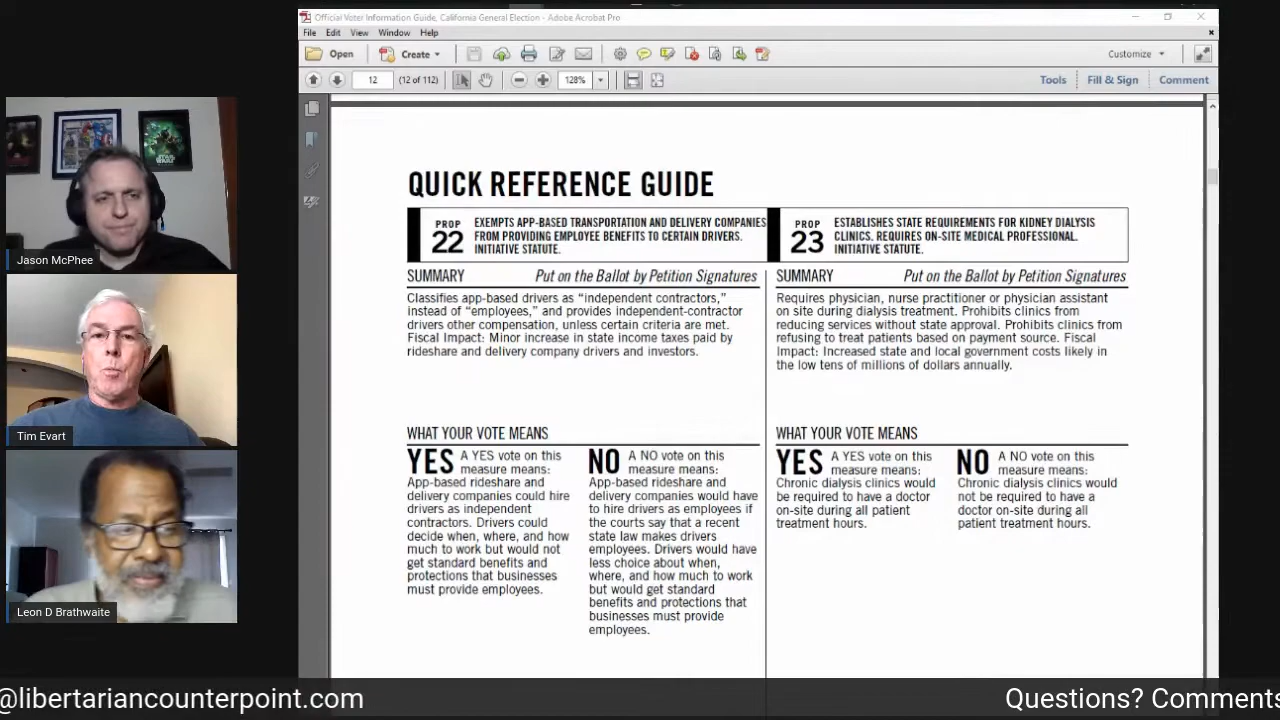 Official Voter Information Guide, California General Election - Adobe Acrobat Pro
File Edit View Window Help
Open Create Customize
12 (12 of 112) 128% Tools Fill & Sign Comment
QUICK REFERENCE GUIDE
PROP
22
EXEMPTS APP-BASED TRANSPORTATION AND DELIVERY COMPANIES
FROM PROVIDING EMPLOYEE BENEFITS TO CERTAIN DRIVERS.
INITIATIVE STATUTE.
SUMMARY Put on the Ballot by Petition Signatures
Classifies app-based drivers as “independent contractors,”
instead of “employees,” and provides independent-contractor
drivers other compensation, unless certain criteria are met.
Fiscal Impact: Minor increase in state income taxes paid by
rideshare and delivery company drivers and investors.
WHAT YOUR VOTE MEANS
YES A YES vote on this
measure means:
App-based rideshare and
delivery companies could hire
drivers as independent
contractors. Drivers could
decide when, where, and how
much to work but would not
get standard benefits and
protections that businesses
must provide employees.
NO A NO vote on this
measure means:
App-based rideshare and
delivery companies would have
to hire drivers as employees if
the courts say that a recent
state law makes drivers
employees. Drivers would have
less choice about when,
where, and how much to work
but would get standard
benefits and protections that
businesses must provide
employees.
PROP
23
ESTABLISHES STATE REQUIREMENTS FOR KIDNEY DIALYSIS
CLINICS. REQUIRES ON-SITE MEDICAL PROFESSIONAL.
INITIATIVE STATUTE.
SUMMARY Put on the Ballot by Petition Signatures
Requires physician, nurse practitioner or physician assistant
on site during dialysis treatment. Prohibits clinics from
reducing services without state approval. Prohibits clinics from
refusing to treat patients based on payment source. Fiscal
Impact: Increased state and local government costs likely in
the low tens of millions of dollars annually.
WHAT YOUR VOTE MEANS
YES A YES vote on this
measure means:
Chronic dialysis clinics would
be required to have a doctor
on-site during all patient
treatment hours.
NO A NO vote on this
measure means:
Chronic dialysis clinics would
not be required to have a
doctor on-site during all
patient treatment hours.
STAR
WARS
Jason McPhee
Tim Evart
Leon D Brathwaite
@libertariancounterpoint.com Questions? Comments